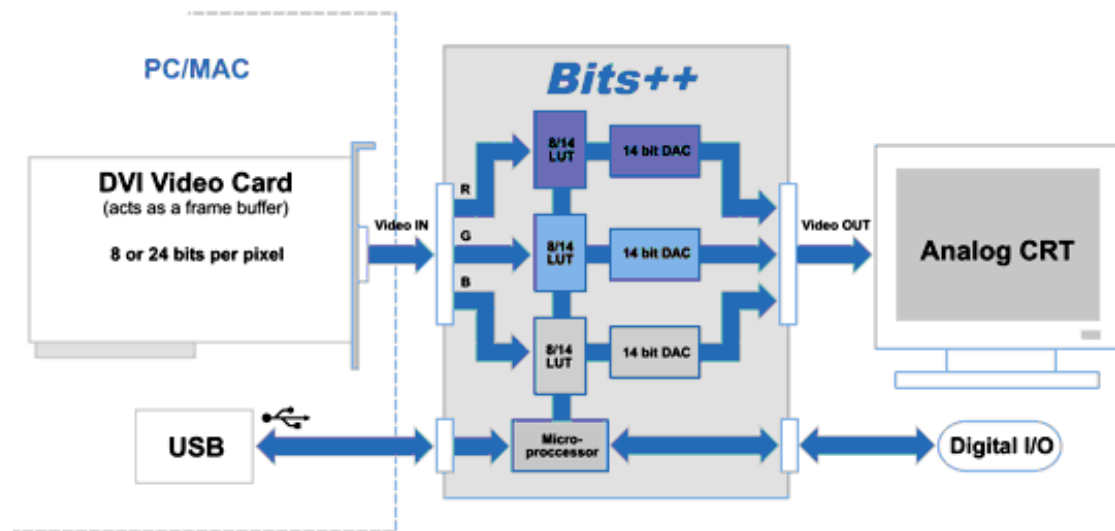 PC/MAC
Bits++
DVI Video Card
(acts as a frame buffer)
8 or 24 bits per pixel
Video IN
R
G
B
8/14
LUT
14 bit DAC
8/14
LUT
14 bit DAC
8/14
LUT
14 bit DAC
Video OUT
Analog CRT
USB
Micro-
proccessor
Digital I/O